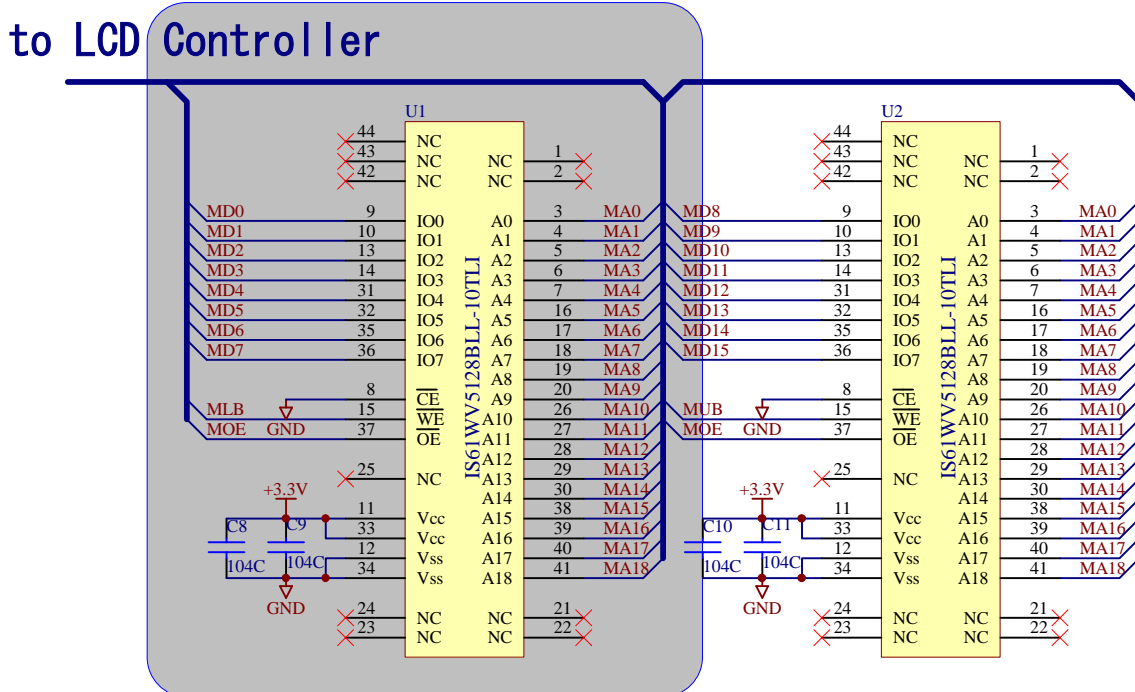 to LCD Controller
U1
44 NC
43 NC NC 1
42 NC NC 2
MD0 9 IO0 A0 3 MA0
MD1 10 IO1 A1 4 MA1
MD2 13 IO2 A2 5 MA2
MD3 14 IO3 A3 6 MA3
MD4 31 IO4 A4 7 MA4
MD5 32 IO5 A5 16 MA5
MD6 35 IO6 A6 17 MA6
MD7 36 IO7 A7 18 MA7
A8 19 MA8
8 CE A9 20 MA9
MLB 15 WE A10 26 MA10
MOE GND 37 OE A11 27 MA11
A12 28 MA12
25 NC A13 29 MA13
+3.3V A14 30 MA14
11 Vcc A15 38 MA15
C8 C9 33 Vcc A16 39 MA16
12 Vss A17 40 MA17
104C 104C 34 Vss A18 41 MA18
GND
24 NC NC 21
23 NC NC 22
IS61WV5128BLL-10TLI
U2
44 NC
43 NC NC 1
42 NC NC 2
MD8 9 IO0 A0 3 MA0
MD9 10 IO1 A1 4 MA1
MD10 13 IO2 A2 5 MA2
MD11 14 IO3 A3 6 MA3
MD12 31 IO4 A4 7 MA4
MD13 32 IO5 A5 16 MA5
MD14 35 IO6 A6 17 MA6
MD15 36 IO7 A7 18 MA7
A8 19 MA8
8 CE A9 20 MA9
MUB 15 WE A10 26 MA10
MOE GND 37 OE A11 27 MA11
A12 28 MA12
25 NC A13 29 MA13
+3.3V A14 30 MA14
11 Vcc A15 38 MA15
C10 C11 33 Vcc A16 39 MA16
12 Vss A17 40 MA17
104C 104C 34 Vss A18 41 MA18
GND
24 NC NC 21
23 NC NC 22
IS61WV5128BLL-10TLI